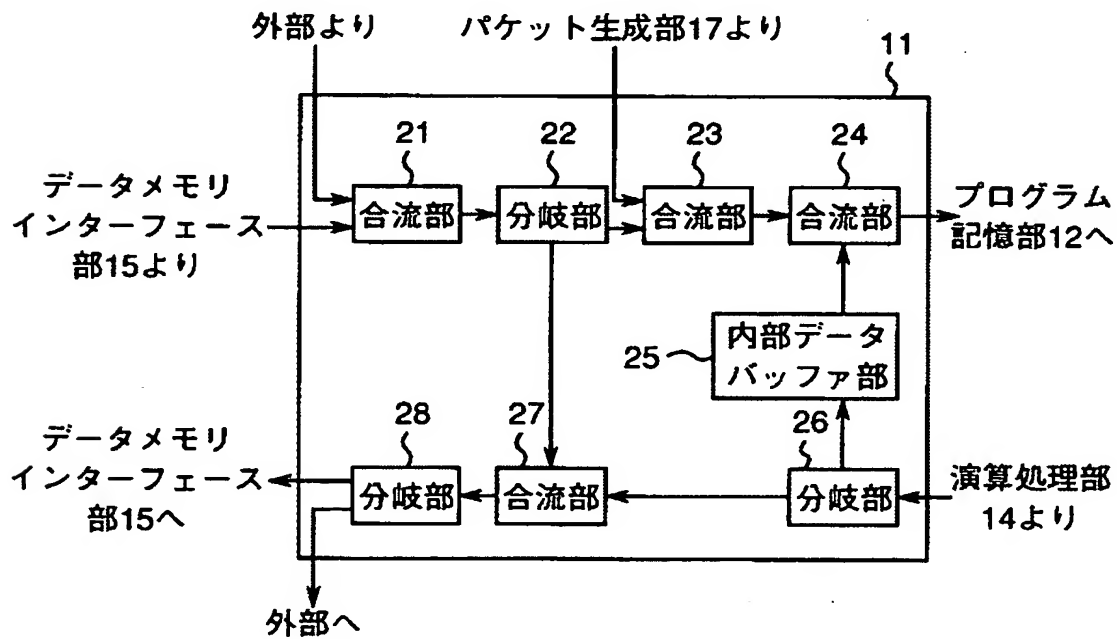 外部より
パケット生成部17より
11
21
22
23
24
データメモリ
インターフェース
部15より
合流部
分岐部
合流部
合流部
プログラム
記憶部12へ
25
内部データ
バッファ部
28
27
26
データメモリ
インターフェース
部15へ
分岐部
合流部
分岐部
演算処理部
14より
外部へ